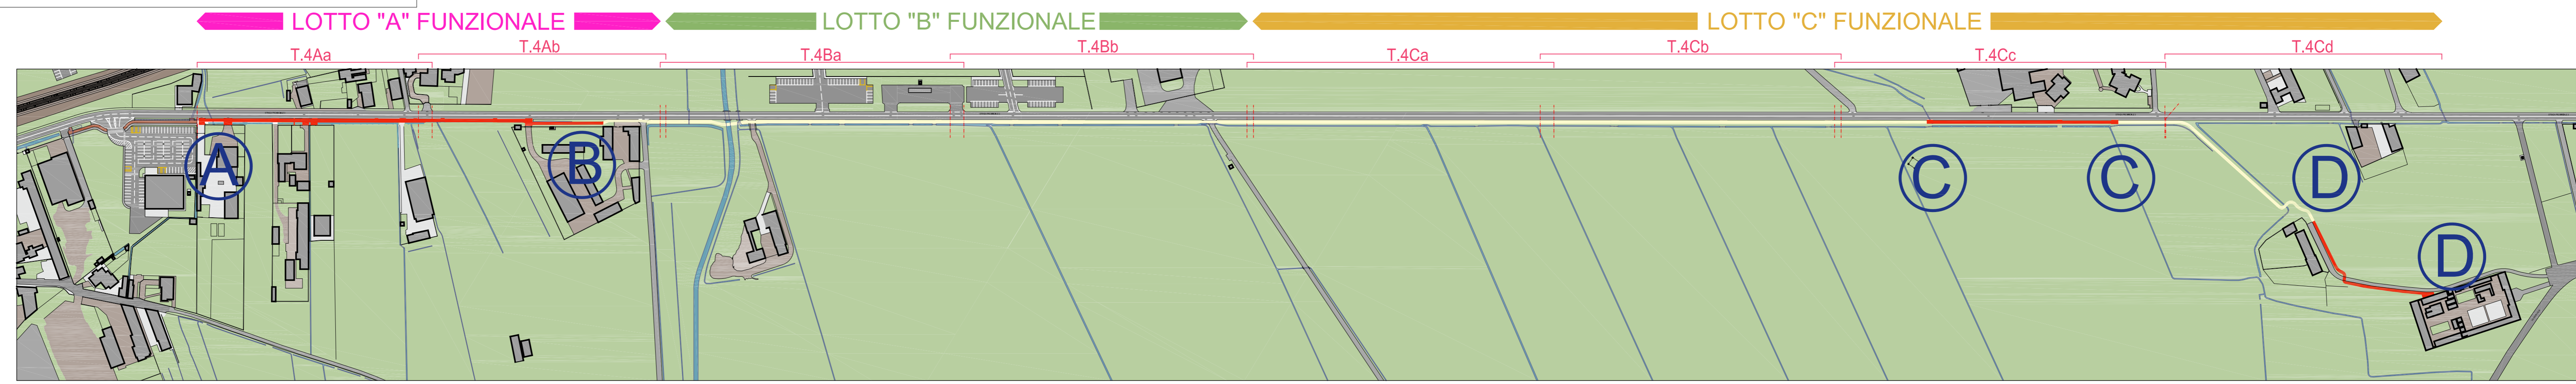 LOTTO "A" FUNZIONALE LOTTO "B" FUNZIONALE LOTTO "C" FUNZIONALE
T.4Aa T.4Ab T.4Ba T.4Bb T.4Ca T.4Cb T.4Cc T.4Cd
A B C C D
D